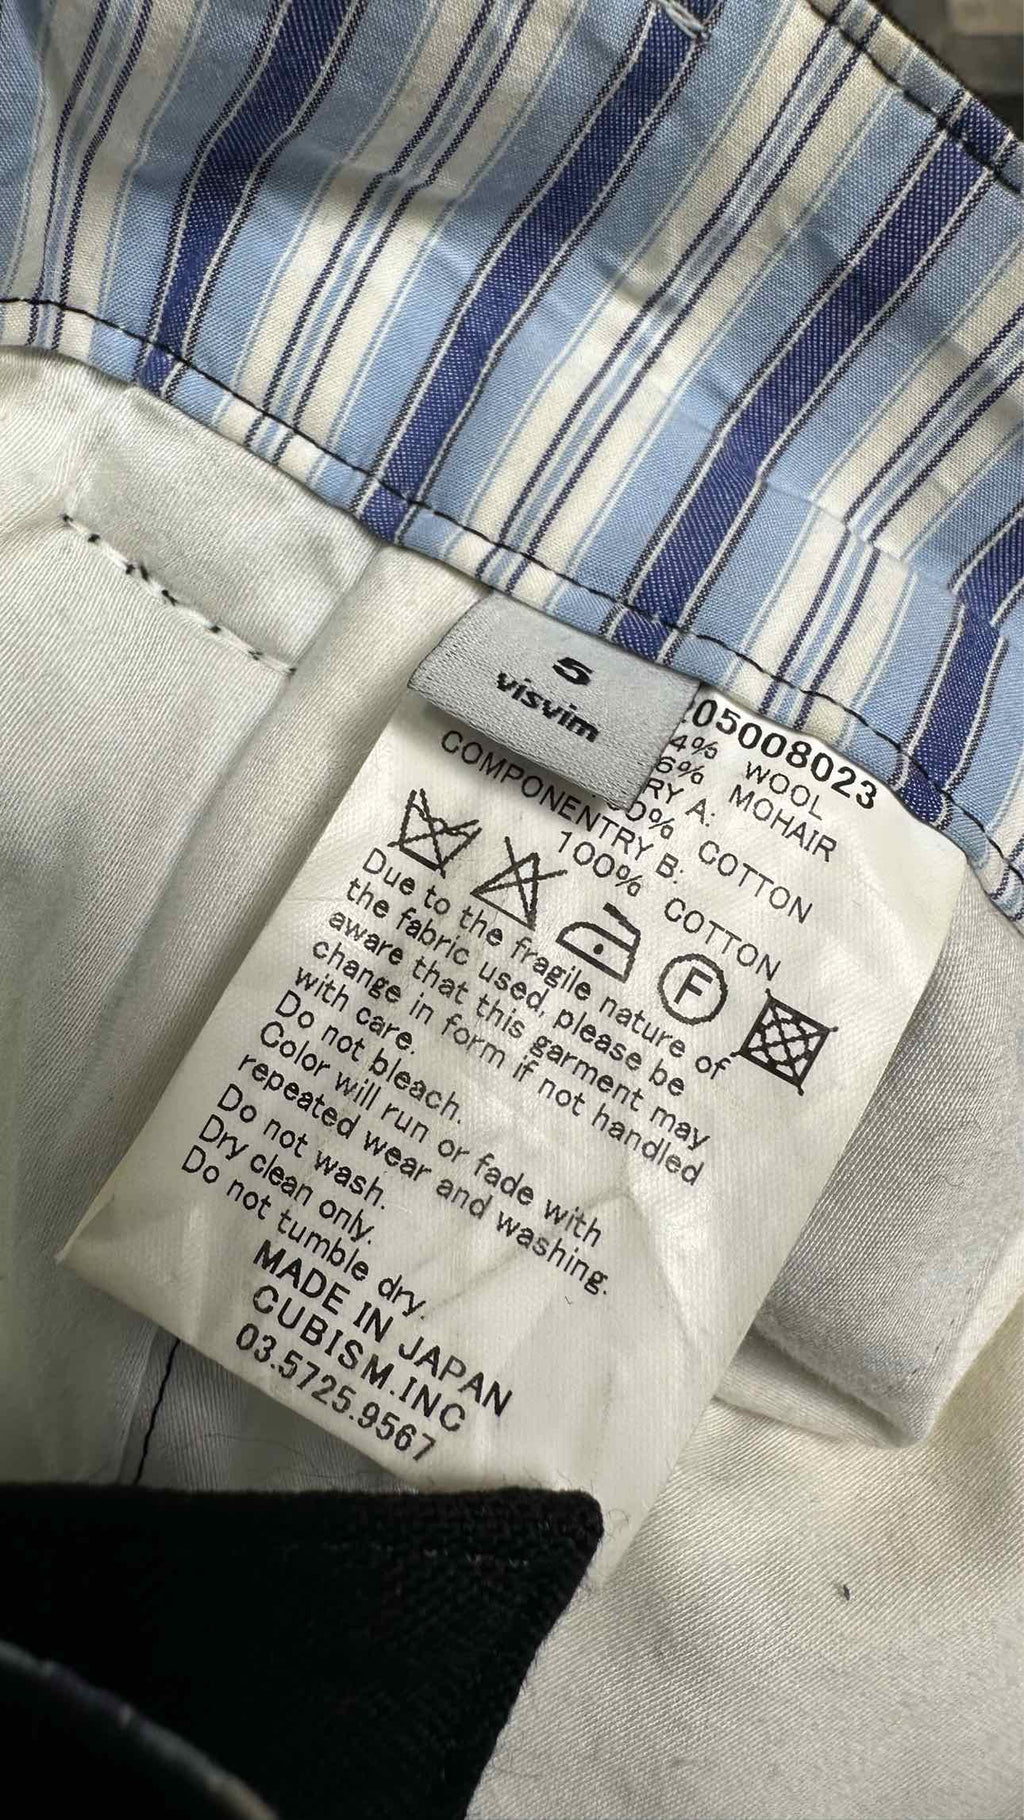 S
visvim
05008023
4% WOOL
6% MOHAIR
RY A:
0% COTTON
COMPONENTRY B:
100% COTTON
F
Due to the fragile nature of
the fabric used, please be
aware that this garment may
change in form if not handled
with care.
Do not bleach.
Color will run or fade with
repeated wear and washing.
Do not wash.
Dry clean only.
Do not tumble dry.
MADE IN JAPAN
CUBISM.INC
03.5725.9567